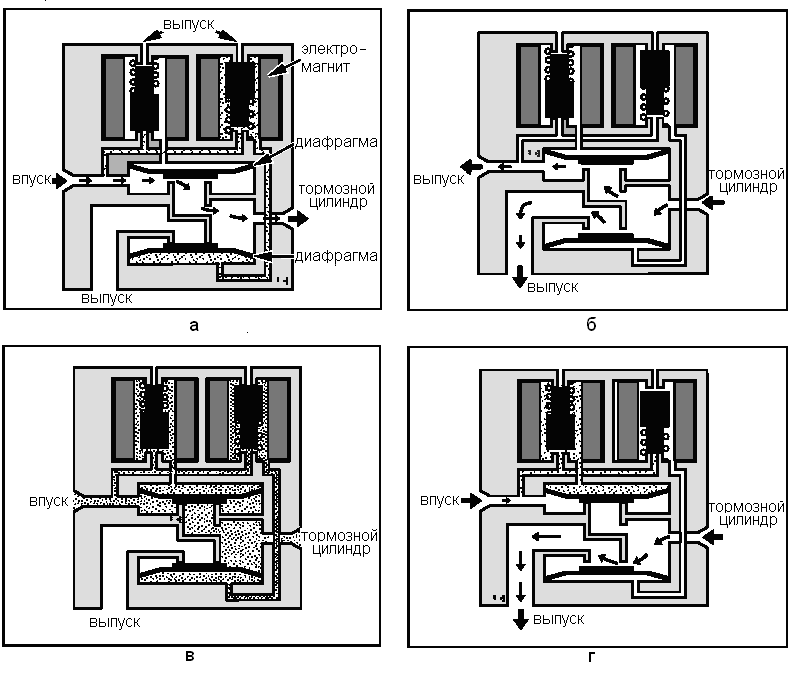 выпуск
электро-
магнит
диафрагма
впуск
тормозной
цилиндр
диафрагма
выпуск
а
выпуск
тормозной
цилиндр
выпуск
б
впуск
тормозной
цилиндр
выпуск
в
впуск
тормозной
цилиндр
выпуск
г